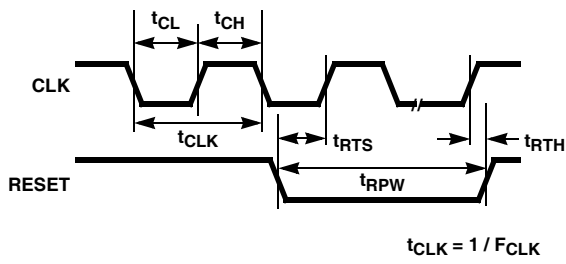 tCL tCH
CLK
tCLK
tRTS
tRTH
RESET
tRPW
tCLK = 1 / FCLK